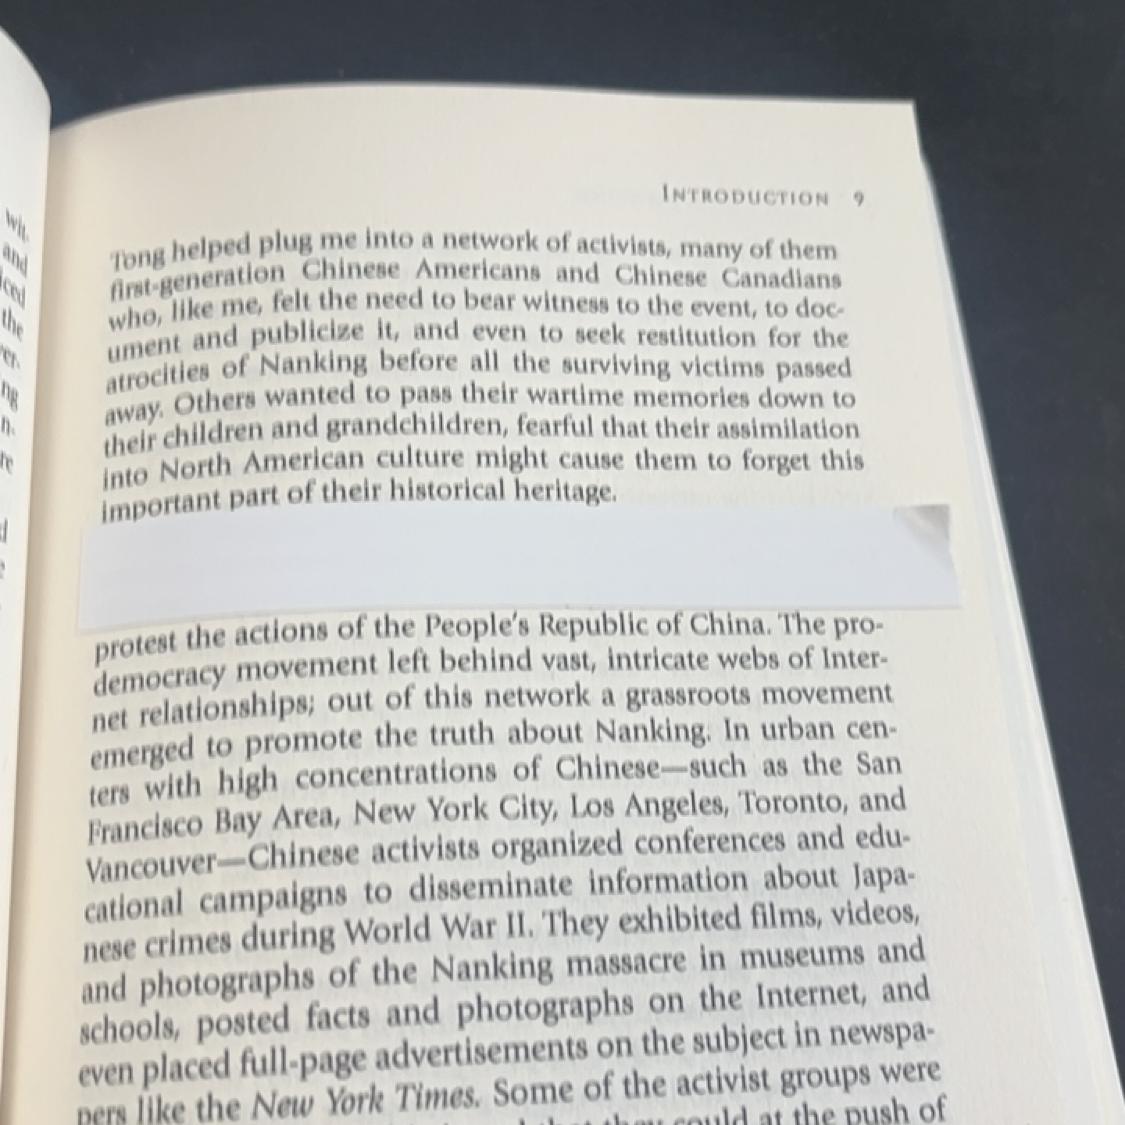 INTRODUCTION 9
Tong helped plug me into a network of activists, many of them
first-generation Chinese Americans and Chinese Canadians
who, like me, felt the need to bear witness to the event, to doc-
ument and publicize it, and even to seek restitution for the
atrocities of Nanking before all the surviving victims passed
away. Others wanted to pass their wartime memories down to
their children and grandchildren, fearful that their assimilation
into North American culture might cause them to forget this
important part of their historical heritage.
protest the actions of the People's Republic of China. The pro-
democracy movement left behind vast, intricate webs of Inter-
net relationships; out of this network a grassroots movement
emerged to promote the truth about Nanking. In urban cen-
ters with high concentrations of Chinese—such as the San
Francisco Bay Area, New York City, Los Angeles, Toronto, and
Vancouver—Chinese activists organized conferences and edu-
cational campaigns to disseminate information about Japa-
nese crimes during World War II. They exhibited films, videos,
and photographs of the Nanking massacre in museums and
schools, posted facts and photographs on the Internet, and
even placed full-page advertisements on the subject in newspa-
pers like the New York Times. Some of the activist groups were
that they could at the push of